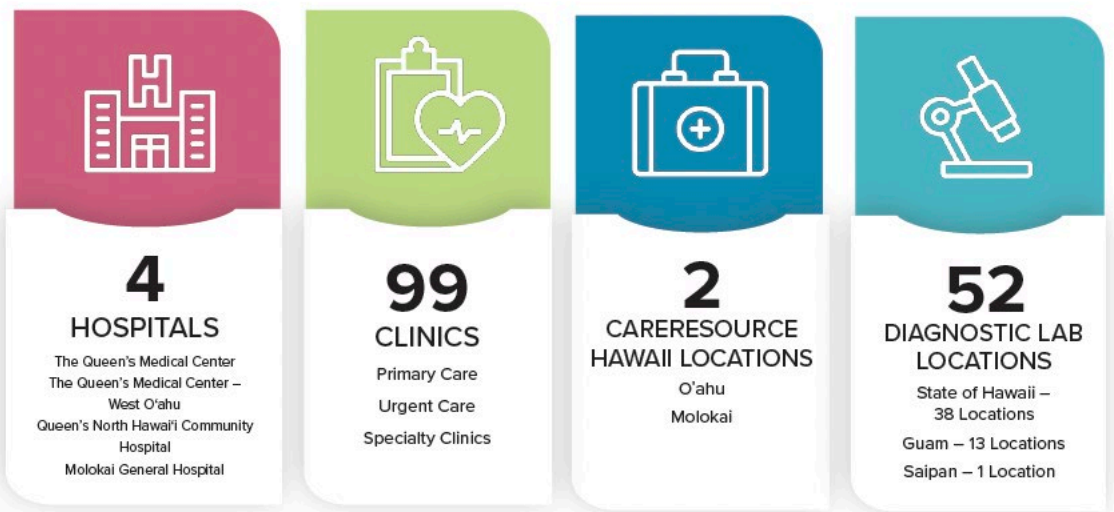 4
HOSPITALS
The Queen's Medical Center
The Queen's Medical Center –
West Oʻahu
Queen's North Hawaiʻi Community
Hospital
Molokai General Hospital
99
CLINICS
Primary Care
Urgent Care
Specialty Clinics
2
CARERESOURCE
HAWAII LOCATIONS
O'ahu
Molokai
52
DIAGNOSTIC LAB
LOCATIONS
State of Hawaii –
38 Locations
Guam – 13 Locations
Saipan – 1 Location